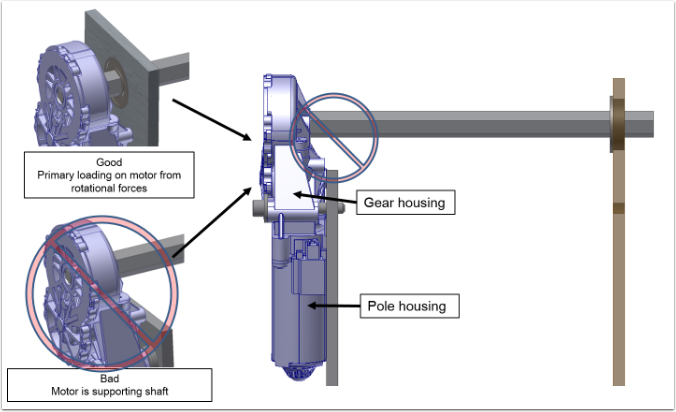 Good
Primary loading on motor from
rotational forces
Gear housing
Pole housing
Bad
Motor is supporting shaft